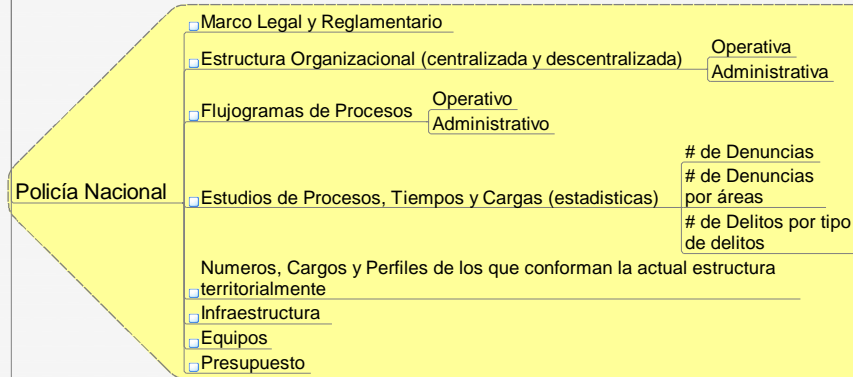 Policía Nacional
Marco Legal y Reglamentario
Estructura Organizacional (centralizada y descentralizada)
Operativa
Administrativa
Flujogramas de Procesos
Operativo
Administrativo
Estudios de Procesos, Tiempos y Cargas (estadisticas)
# de Denuncias
# de Denuncias
por áreas
# de Delitos por tipo
de delitos
Numeros, Cargos y Perfiles de los que conforman la actual estructura
territorialmente
Infraestructura
Equipos
Presupuesto